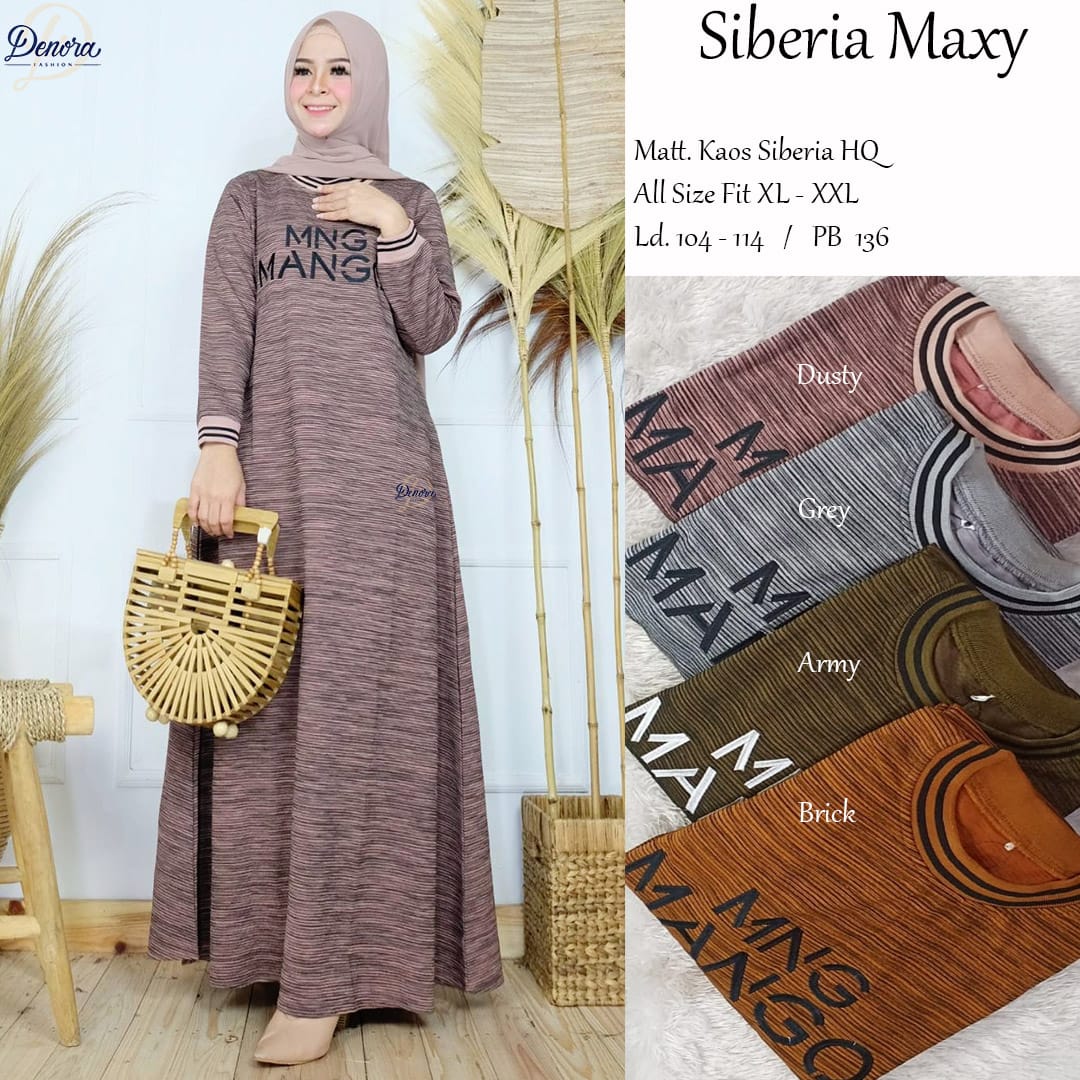 Denora
FASHION
Siberia Maxy
Matt. Kaos Siberia HQ
All Size Fit XL - XXL
Ld. 104 - 114 / PB 136
MNG
MANGO
Denora
Dusty
M
MA
Grey
M
MA
Army
M
MA
Brick
MNG
MANGO